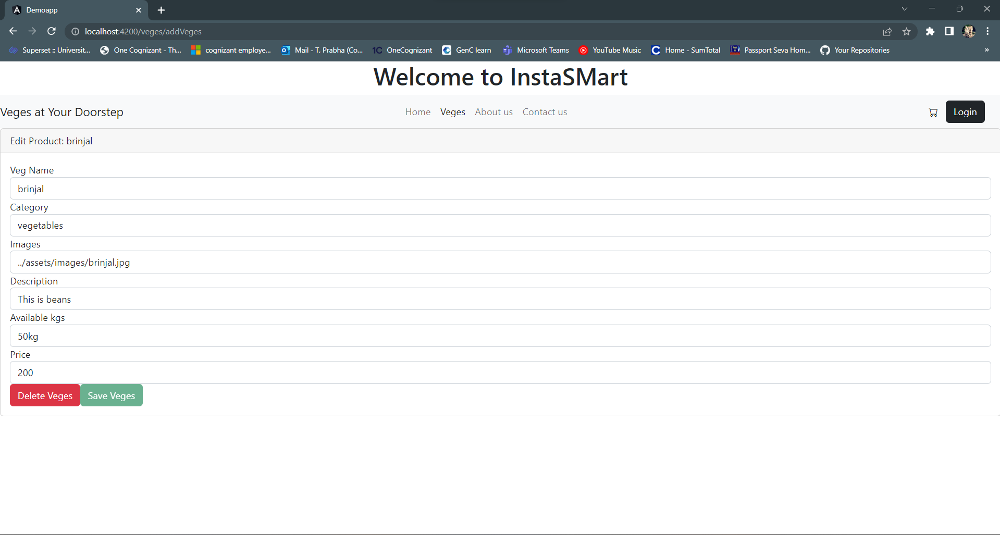 Demoapp
localhost:4200/veges/addVeges
Superset :: Universit... One Cognizant - Th... cognizant employe... Mail - T, Prabha (Co... 1C OneCognizant GenC learn Microsoft Teams YouTube Music Home - SumTotal Passport Seva Hom... Your Repositories »
Welcome to InstaSMart
Veges at Your Doorstep Home Veges About us Contact us Login
Edit Product: brinjal
Veg Name
brinjal
Category
vegetables
Images
../assets/images/brinjal.jpg
Description
This is beans
Available kgs
50kg
Price
200
Delete Veges Save Veges